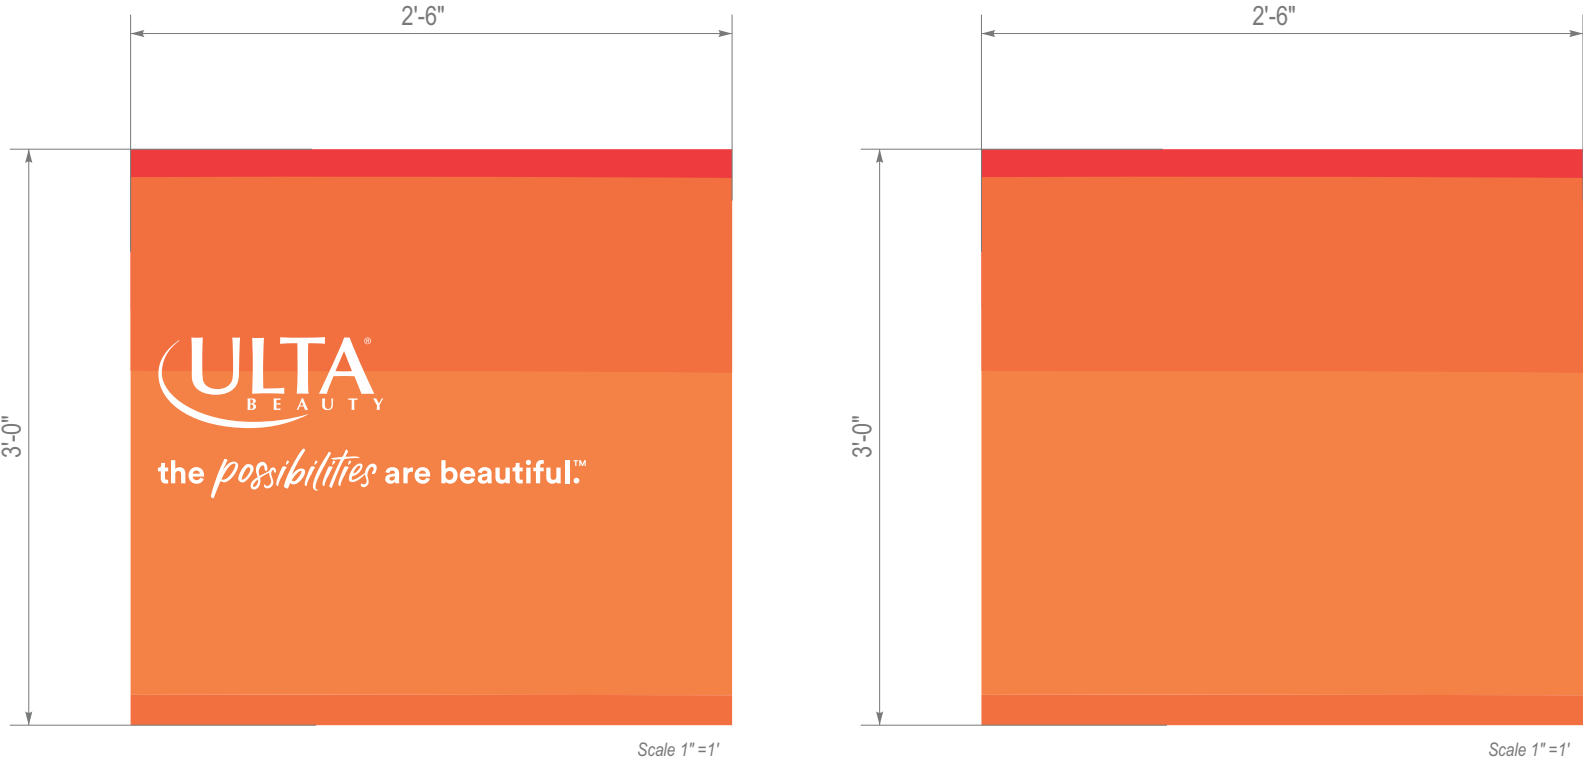 2'-6"
2'-6"
3'-0"
3'-0"
ULTA®
BEAUTY
the possibilities are beautiful.™
Scale 1" =1'
Scale 1" =1'